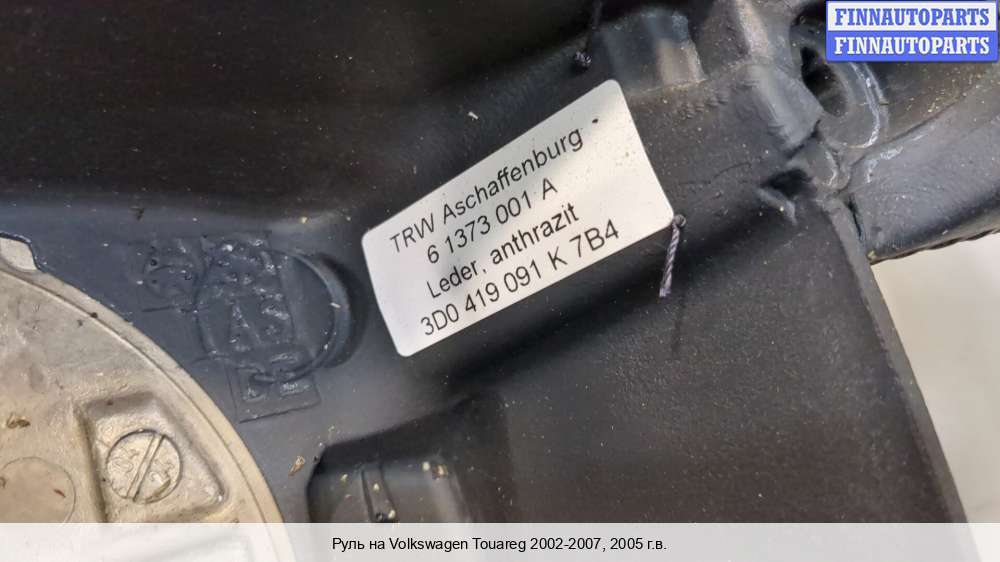 FINNAUTOPARTS
FINNAUTOPARTS
TRW Aschaffenburg
6 1373 001 A
Leder, anthrazit
3D0 419 091 K 7B4
AS
Руль на Volkswagen Touareg 2002-2007, 2005 г.в.